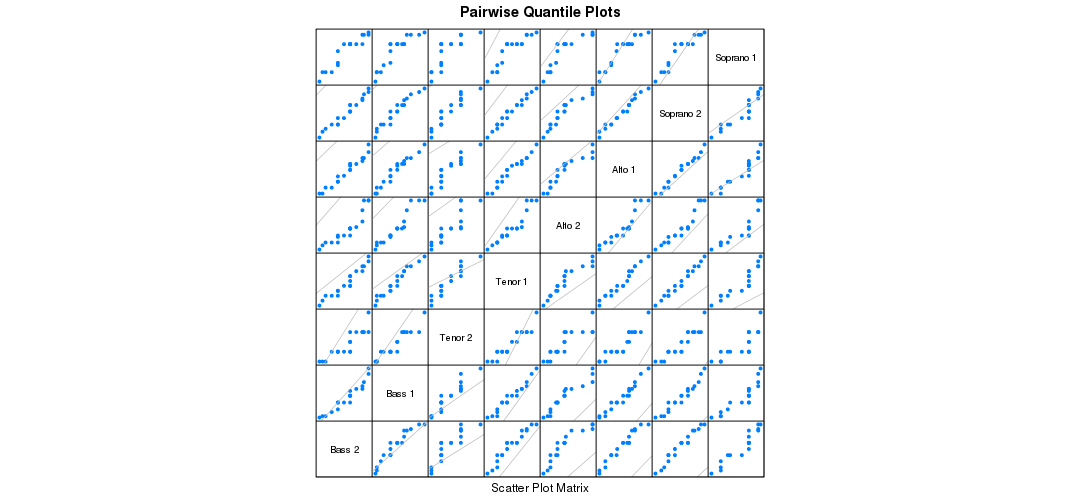 Pairwise Quantile Plots
Soprano 1
Soprano 2
Alto 1
Alto 2
Tenor 1
Tenor 2
Bass 1
Bass 2
Scatter Plot Matrix